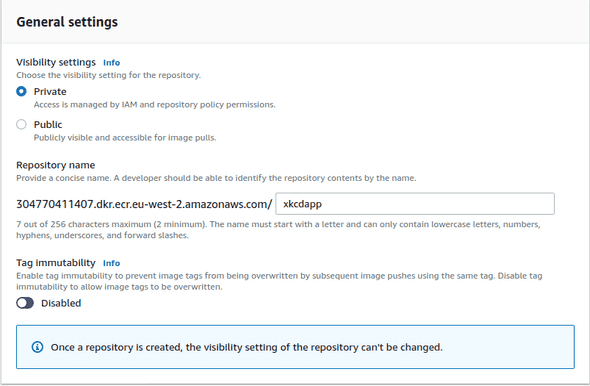 General settings
Visibility settings Info
Choose the visibility setting for the repository.
Private
Access is managed by IAM and repository policy permissions.
Public
Publicly visible and accessible for image pulls.
Repository name
Provide a concise name. A developer should be able to identify the repository contents by the name.
304770411407.dkr.ecr.eu-west-2.amazonaws.com/ xkcdapp
7 out of 256 characters maximum (2 minimum). The name must start with a letter and can only contain lowercase letters, numbers,
hyphens, underscores, and forward slashes.
Tag immutability Info
Enable tag immutability to prevent image tags from being overwritten by subsequent image pushes using the same tag. Disable tag
immutability to allow image tags to be overwritten.
Disabled
Once a repository is created, the visibility setting of the repository can't be changed.